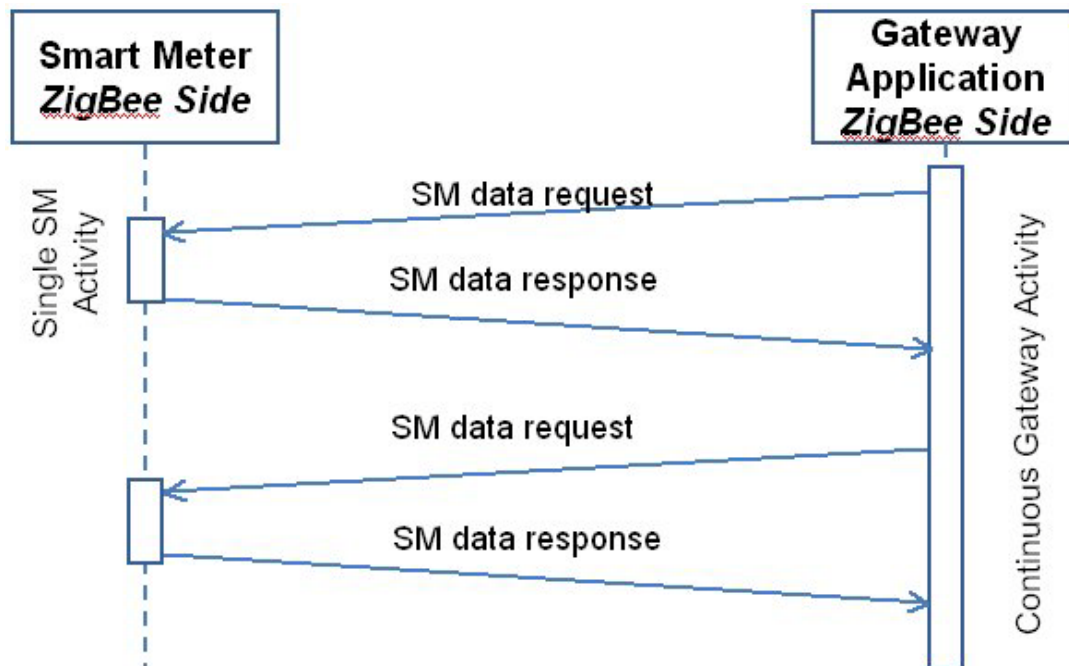 Smart Meter
ZigBee Side
Gateway
Application
ZigBee Side
SM data request
Single SM
Activity
SM data response
Continuous Gateway Activity
SM data request
SM data response